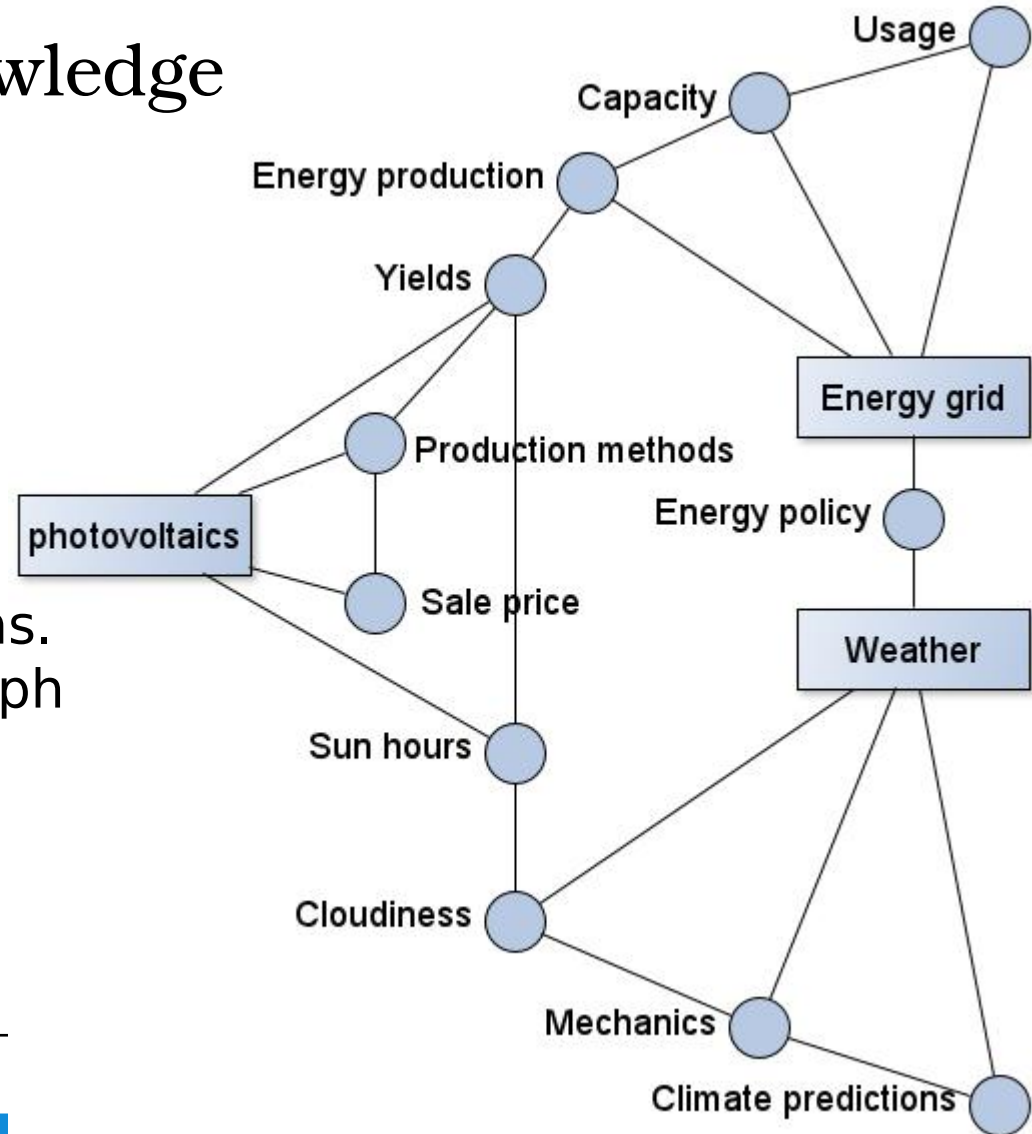 wledge
Usage
Capacity
Energy production
Yields
Energy grid
Production methods
Energy policy
photovoltaics
Sale price
ns.
Weather
ph
Sun hours
Cloudiness
Mechanics
Climate predictions